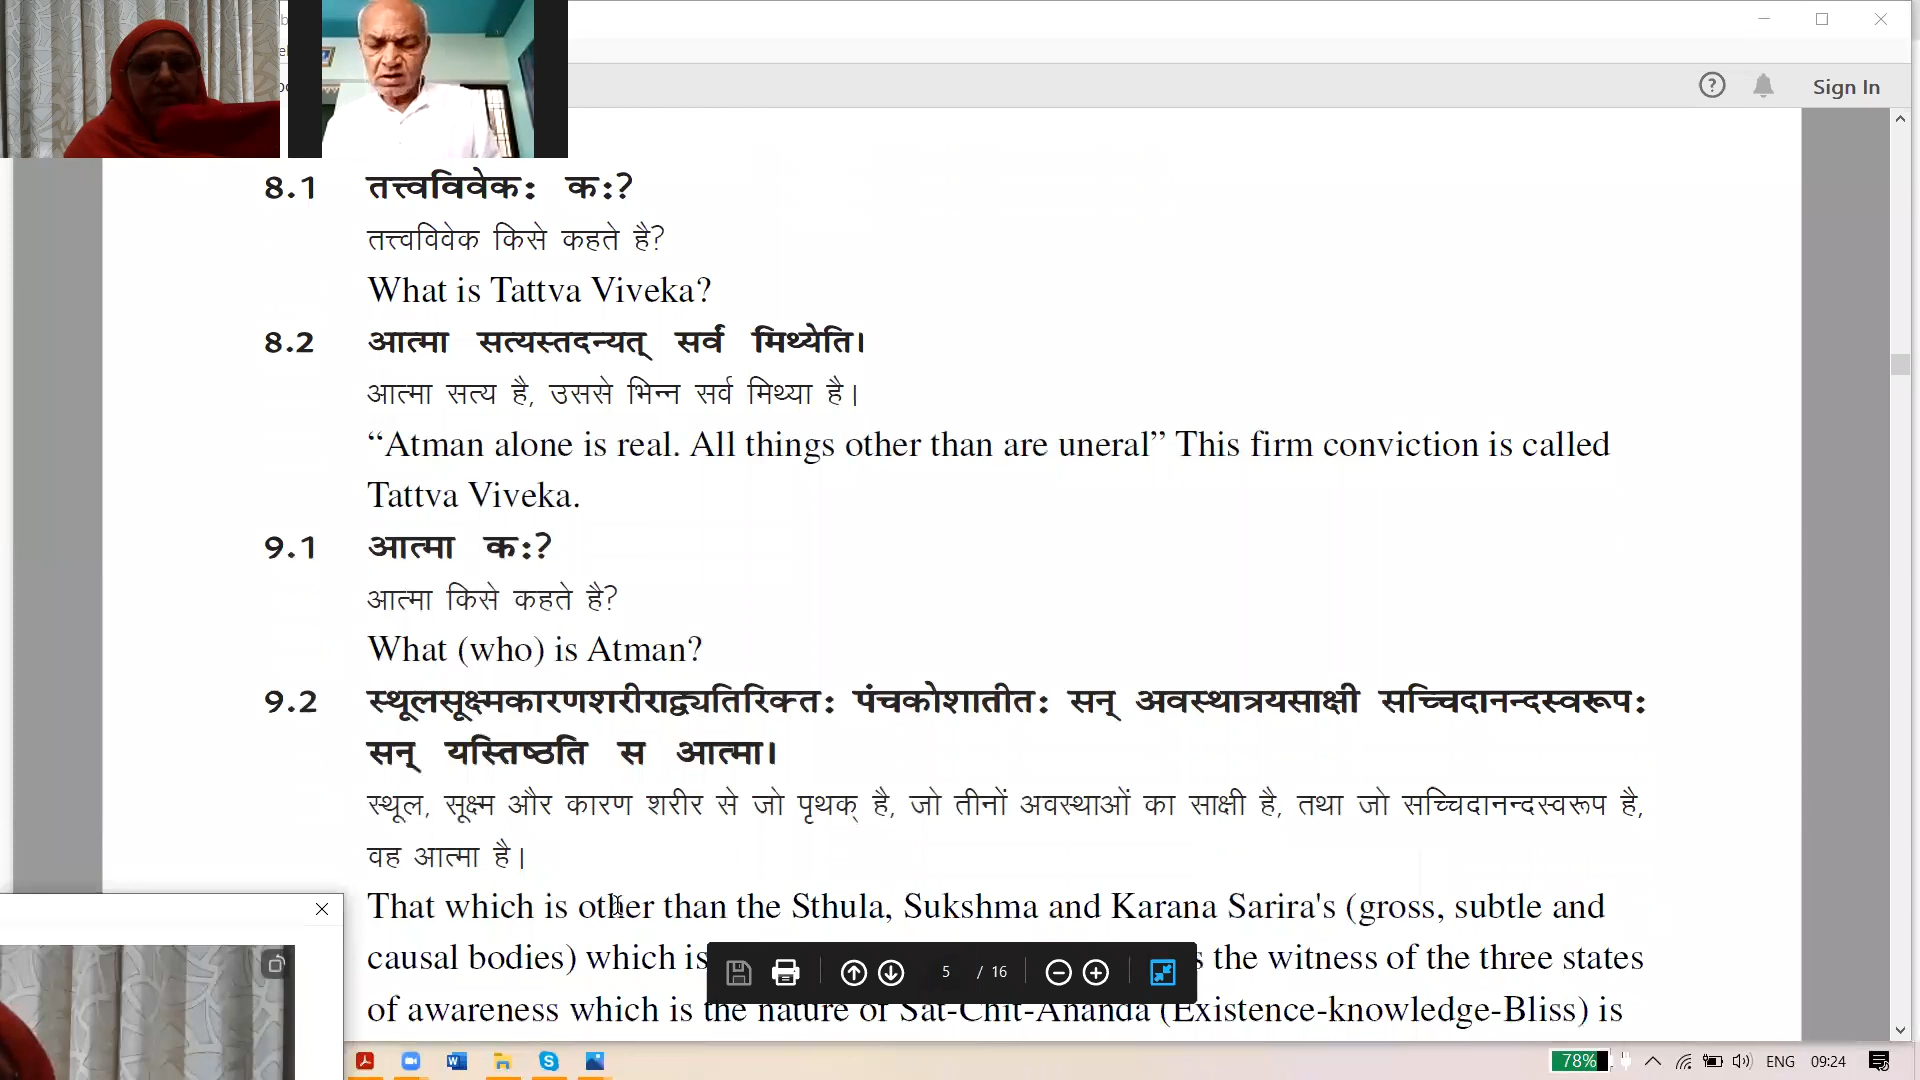 Sign In
8.1 तत्त्वविवेकः कः?
तत्त्वविवेक किसे कहते है?
What is Tattva Viveka?
8.2 आत्मा सत्यस्तदन्यत् सर्वं मिथ्येति।
आत्मा सत्य है, उससे भिन्न सर्व मिथ्या है।
“Atman alone is real. All things other than are uneral” This firm conviction is called
Tattva Viveka.
9.1 आत्मा कः?
आत्मा किसे कहते है?
What (who) is Atman?
9.2 स्थूलसूक्ष्मकारणशरीराद्व्यतिरिक्तः पंचकोशातीतः सन् अवस्थात्रयसाक्षी सच्चिदानन्दस्वरूपः
सन् यस्तिष्ठति स आत्मा।
स्थूल, सूक्ष्म और कारण शरीर से जो पृथक् है, जो तीनों अवस्थाओं का साक्षी है, तथा जो सच्चिदानन्दस्वरूप है,
वह आत्मा है।
That which is other than the Sthula, Sukshma and Karana Sarira's (gross, subtle and
causal bodies) which is the witness of the three states
of awareness which is the nature of Sat-Chit-Ananda (Existence-knowledge-Bliss) is
5 / 16
78% ENG 09:24